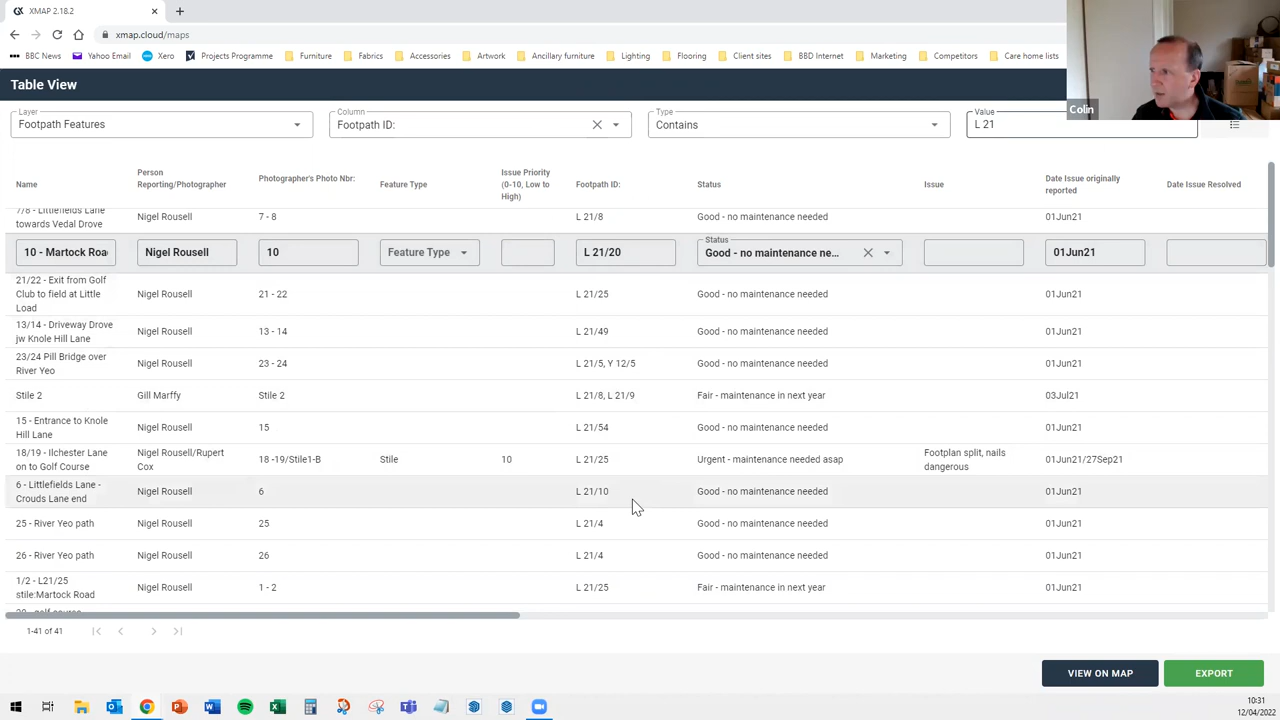 XMAP 2.18.2
xmap.cloud/maps
BBC News Yahoo Email Xero Projects Programme Furniture Fabrics Accessories Artwork Ancillary furniture Lighting Flooring Client sites BBD Internet Marketing Competitors Care home lists
Table View
Colin
Layer Column Type Value
Footpath Features Footpath ID: Contains L 21
Name Person Reporting/Photographer Photographer's Photo Nbr: Feature Type Issue Priority (0-10, Low to High) Footpath ID: Status Issue Date Issue originally reported Date Issue Resolved
7/8 - Littlefields Lane towards Vedal Drove Nigel Rousell 7 - 8 L 21/8 Good - no maintenance needed 01Jun21
Status
10 - Martock Roa Nigel Rousell 10 Feature Type L 21/20 Good - no maintenance ne... 01Jun21
21/22 - Exit from Golf Club to field at Little Load Nigel Rousell 21 - 22 L 21/25 Good - no maintenance needed 01Jun21
13/14 - Driveway Drove jw Knole Hill Lane Nigel Rousell 13 - 14 L 21/49 Good - no maintenance needed 01Jun21
23/24 Pill Bridge over River Yeo Nigel Rousell 23 - 24 L 21/5, Y 12/5 Good - no maintenance needed 01Jun21
Stile 2 Gill Marffy Stile 2 L 21/8, L 21/9 Fair - maintenance in next year 03Jul21
15 - Entrance to Knole Hill Lane Nigel Rousell 15 L 21/54 Good - no maintenance needed 01Jun21
18/19 - Ilchester Lane on to Golf Course Nigel Rousell/Rupert Cox 18 -19/Stile1-B Stile 10 L 21/25 Urgent - maintenance needed asap Footplan split, nails dangerous 01Jun21/27Sep21
6 - Littlefields Lane - Crouds Lane end Nigel Rousell 6 L 21/10 Good - no maintenance needed 01Jun21
25 - River Yeo path Nigel Rousell 25 L 21/4 Good - no maintenance needed 01Jun21
26 - River Yeo path Nigel Rousell 26 L 21/4 Good - no maintenance needed 01Jun21
1/2 - L21/25 stile:Martock Road Nigel Rousell 1 - 2 L 21/25 Fair - maintenance in next year 01Jun21
1-41 of 41
VIEW ON MAP EXPORT
10:31
12/04/2022